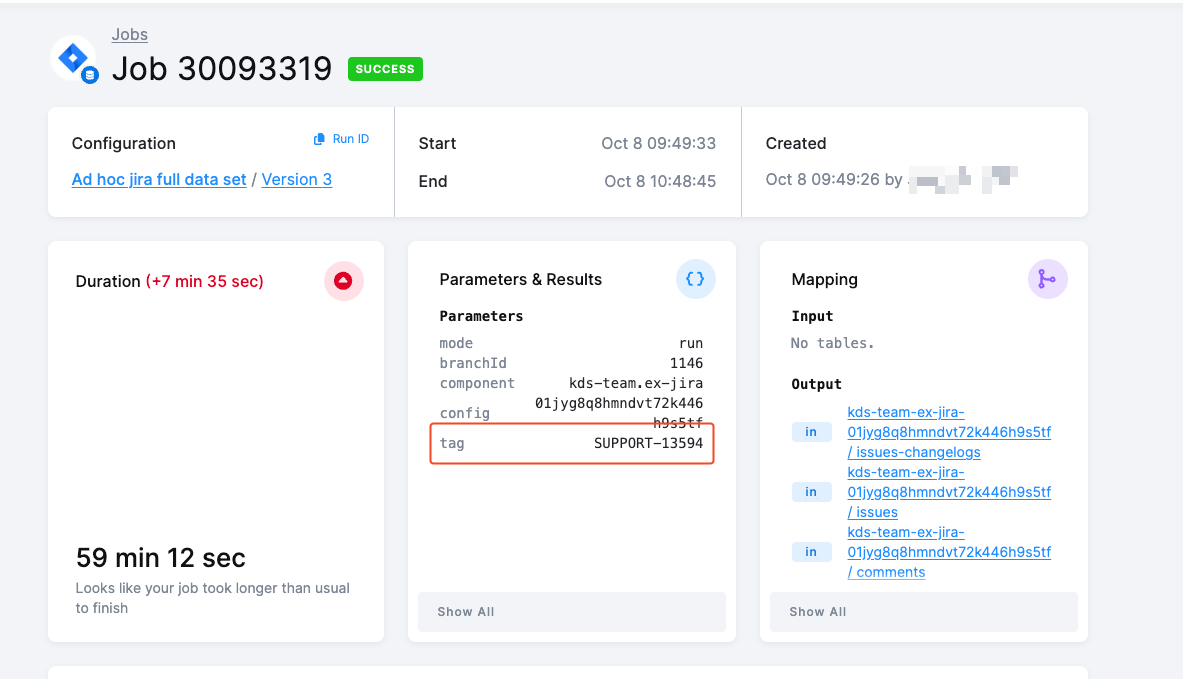 Jobs
Job 30093319 SUCCESS
Configuration Run ID
Ad hoc jira full data set / Version 3
Start Oct 8 09:49:33
End Oct 8 10:48:45
Created
Oct 8 09:49:26 by
Duration (+7 min 35 sec)
59 min 12 sec
Looks like your job took longer than usual
to finish
Parameters & Results
Parameters
mode run
branchId 1146
component kds-team.ex-jira
config 01jyg8q8hmndvt72k446
h9s5tf
tag SUPPORT-13594
Show All
Mapping
Input
No tables.
Output
in kds-team-ex-jira-
01jyg8q8hmndvt72k446h9s5tf
/ issues-changelogs
in kds-team-ex-jira-
01jyg8q8hmndvt72k446h9s5tf
/ issues
in kds-team-ex-jira-
01jyg8q8hmndvt72k446h9s5tf
/ comments
Show All